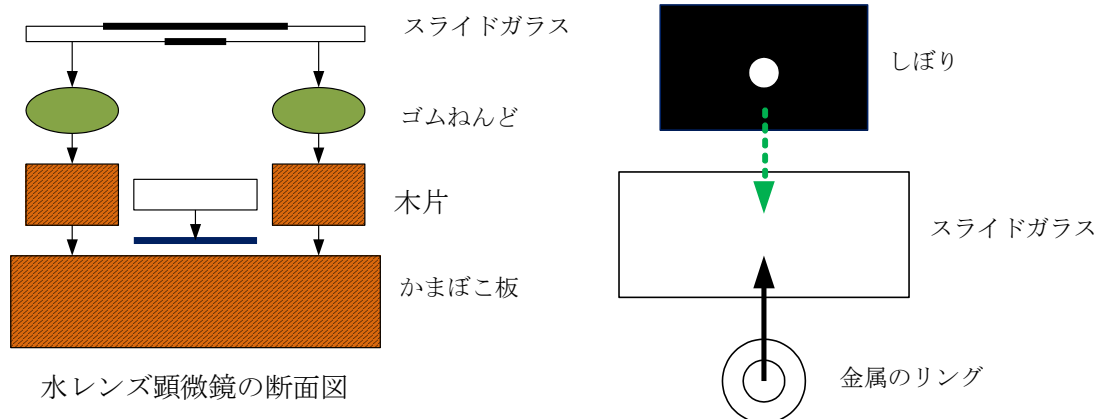 スライドガラス
ゴムねんど
木片
かまぼこ板
水レンズ顕微鏡の断面図
しぼり
スライドガラス
金属のリング